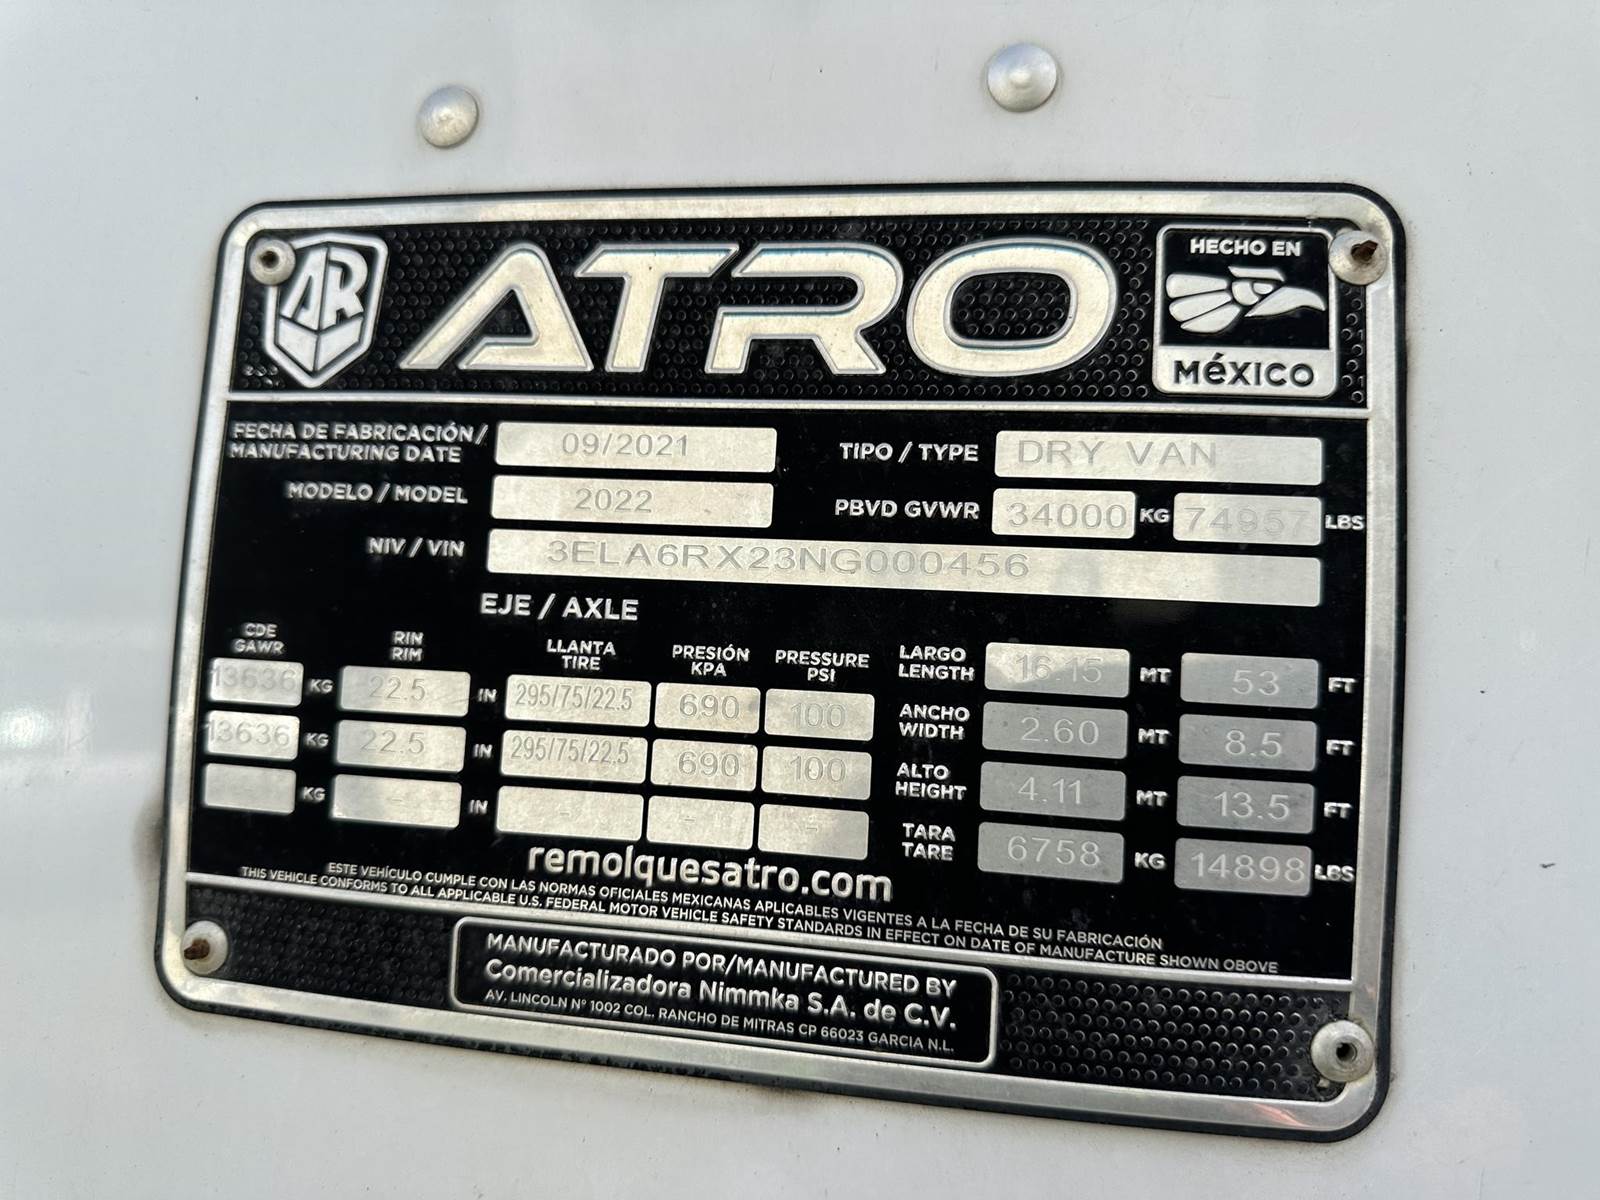 AR ATRO HECHO EN MéXICO
FECHA DE FABRICACIÓN/ MANUFACTURING DATE 09/2021 TIPO / TYPE DRY VAN
MODELO / MODEL 2022 PBVD GVWR 34000 KG 74957 LBS
NIV / VIN 3ELA6RX23NG000456
EJE / AXLE
CDE GAWR RIN RIM LLANTA TIRE PRESIÓN KPA PRESSURE PSI
13636 KG 22.5 IN 295/75/22.5 690 100
13636 KG 22.5 IN 295/75/22.5 690 100
- KG - IN - - -
LARGO LENGTH 16.15 MT 53 FT
ANCHO WIDTH 2.60 MT 8.5 FT
ALTO HEIGHT 4.11 MT 13.5 FT
TARA TARE 6758 KG 14898 LBS
remolquesatro.com
ESTE VEHÍCULO CUMPLE CON LAS NORMAS OFICIALES MEXICANAS APLICABLES VIGENTES A LA FECHA DE SU FABRICACIÓN
THIS VEHICLE CONFORMS TO ALL APPLICABLE U.S. FEDERAL MOTOR VEHICLE SAFETY STANDARDS IN EFFECT ON DATE OF MANUFACTURE SHOWN OBOVE
MANUFACTURADO POR/MANUFACTURED BY
Comercializadora Nimmka S.A. de C.V.
AV. LINCOLN Nº 1002 COL. RANCHO DE MITRAS CP 66023 GARCIA N.L.